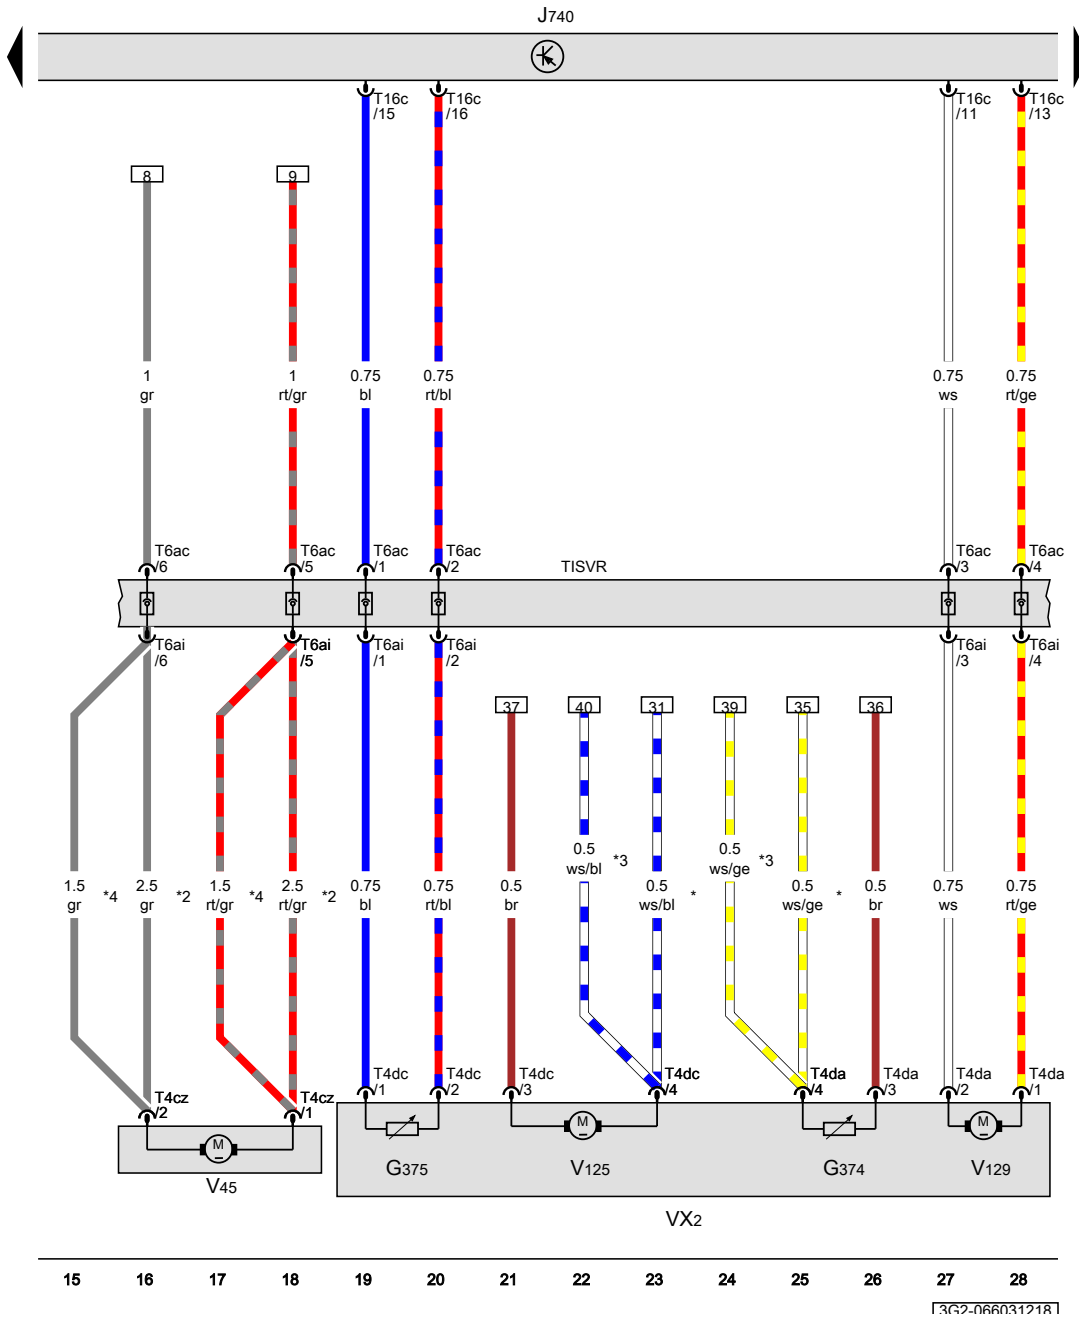 J740
T16c T16c T16c T16c
/15 /16 /11 /13
8 9
1 1 0.75 0.75 0.75 0.75
gr rt/gr bl rt/bl ws rt/ge
T6ac T6ac T6ac T6ac TISVR T6ac T6ac
/6 /5 /1 /2 /3 /4
T6ai T6ai T6ai T6ai T6ai T6ai
/6 /5 /1 /2 /3 /4
37 40 31 39 35 36
0.5 *3 0.5 *3
ws/bl ws/ge
1.5 *4 2.5 *2 1.5 *4 2.5 *2 0.75 0.75 0.5 0.5 * 0.5 * 0.5 0.75 0.75
gr gr rt/gr rt/gr bl rt/bl br ws/bl ws/ge br ws rt/ge
T4dc T4dc T4dc T4dc T4da T4da T4da T4da
/1 /2 /3 /4 /4 /3 /2 /1
T4cz T4cz
/2 /1
M M M
G375 V125 G374 V129
V45
VX2
15 16 17 18 19 20 21 22 23 24 25 26 27 28
3G2-066031218